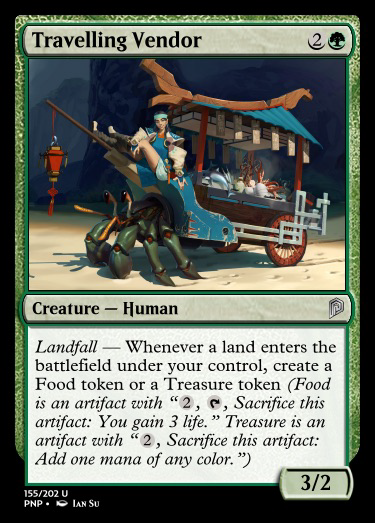 Travelling Vendor 2
Creature — Human
Landfall — Whenever a land enters the
battlefield under your control, create a
Food token or a Treasure token (Food
is an artifact with “2, , Sacrifice this
artifact: You gain 3 life.” Treasure is an
artifact with “2, Sacrifice this artifact:
Add one mana of any color.”)
3/2
155/202 U
PNP • Ian Su